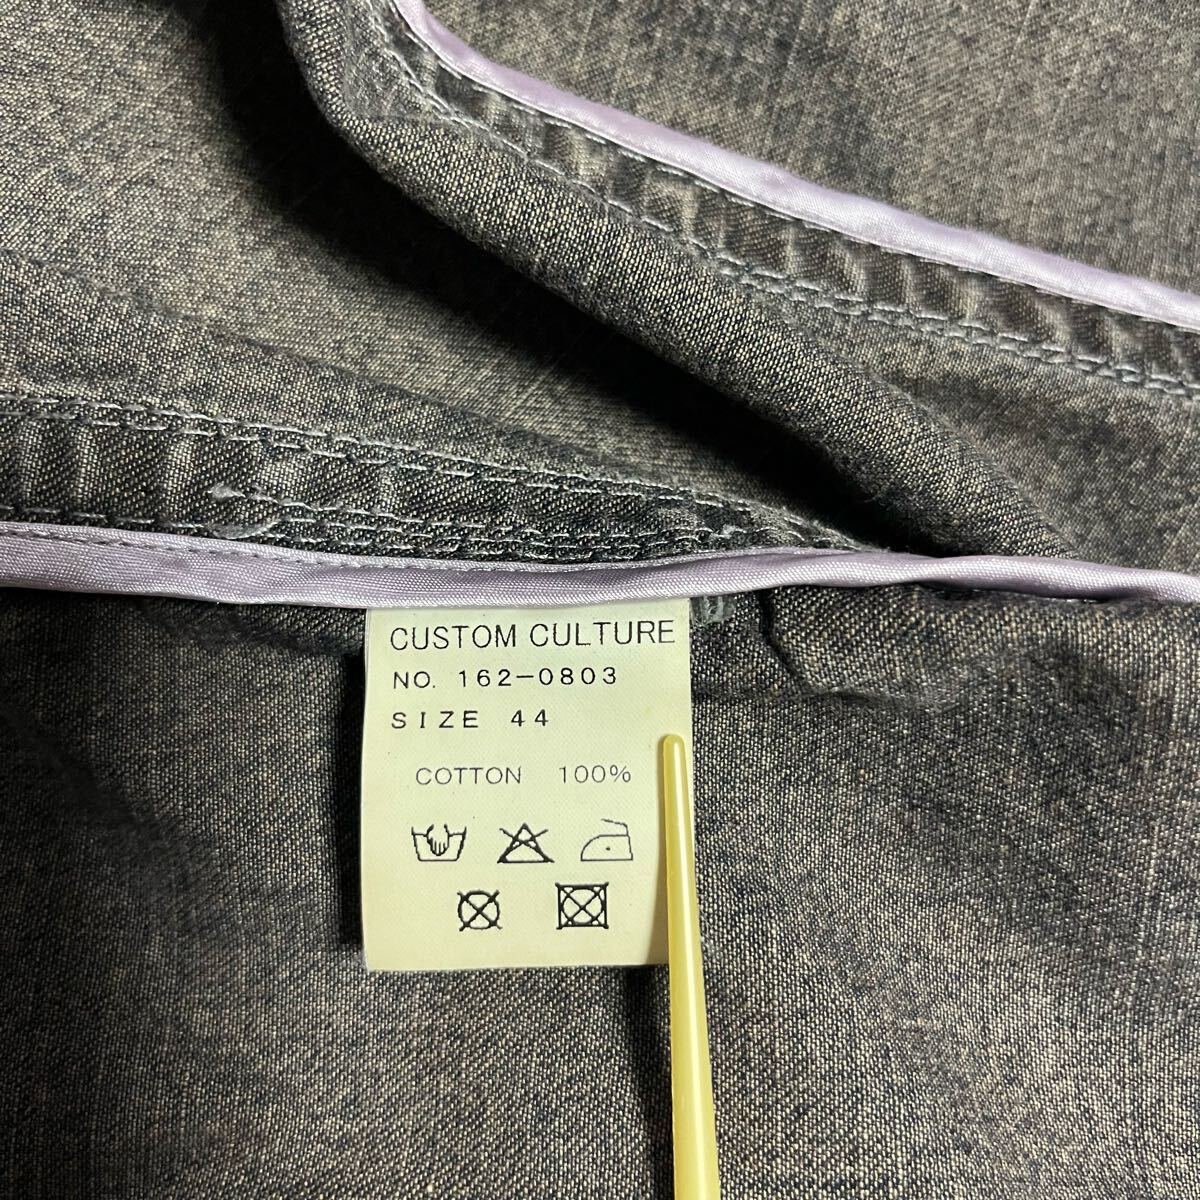 CUSTOM CULTURE
NO. 162-0803
SIZE 44
COTTON 100%